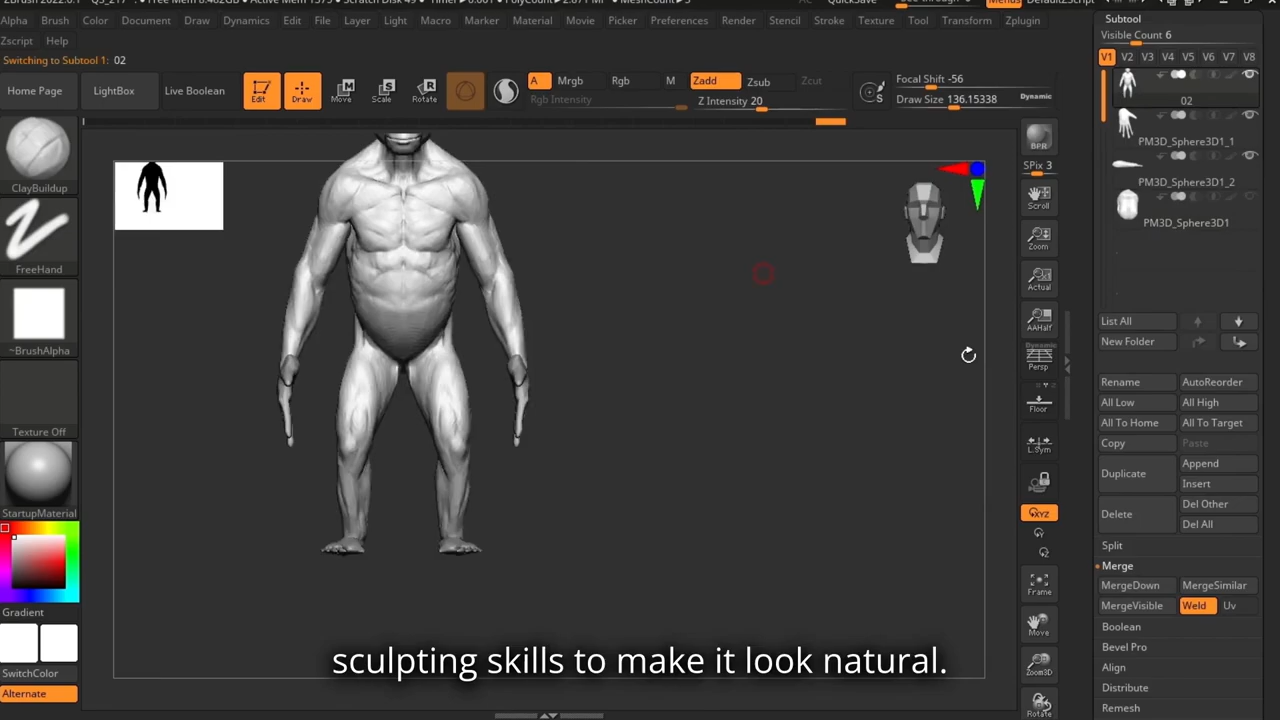 Alpha Brush Color Document Draw Dynamics Edit File Layer Light Macro Marker Material Movie Picker Preferences Render Stencil Stroke Texture Tool Transform Zplugin
Zscript Help
Switching to Subtool 1: 02
Home Page LightBox Live Boolean Edit Draw Move Scale Rotate A Mrgb Rgb M Zadd Zsub Zcut
Rgb Intensity Z Intensity 20
Focal Shift -56
Draw Size 136.15338 Dynamic
ClayBuildup
FreeHand
~BrushAlpha
Texture Off
StartupMaterial
Gradient
SwitchColor
Alternate
BPR
SPix 3
Scroll
Zoom
Actual
AAHalf
Dynamic
Persp
Floor
L.Sym
XYZ
Frame
Move
Zoom3D
Rotate
Subtool
Visible Count 6
V1 V2 V3 V4 V5 V6 V7 V8
02
PM3D_Sphere3D1_1
PM3D_Sphere3D1_2
PM3D_Sphere3D1
List All
New Folder
Rename AutoReorder
All Low All High
All To Home All To Target
Copy Paste
Duplicate Append
Insert
Delete Del Other
Del All
Split
Merge
MergeDown MergeSimilar
MergeVisible Weld Uv
Boolean
Bevel Pro
Align
Distribute
Remesh
sculpting skills to make it look natural.